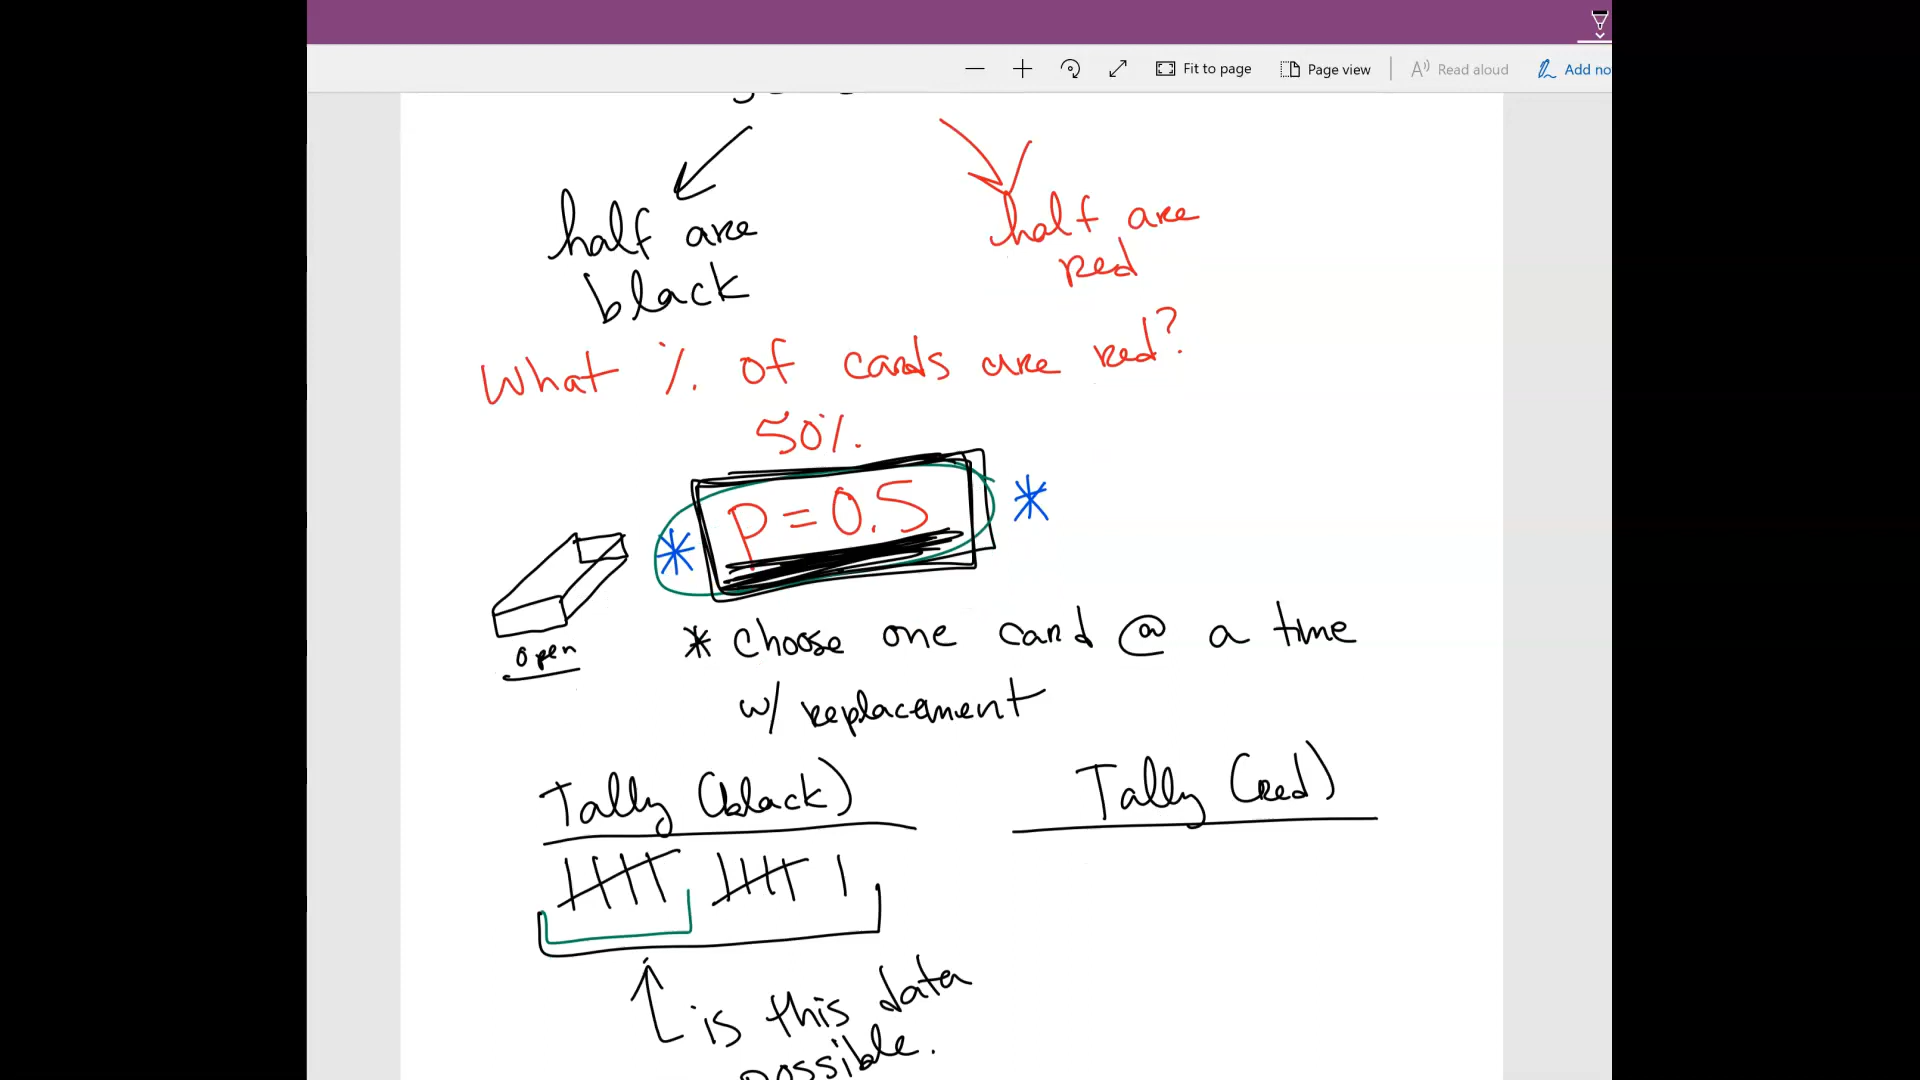 Fit to page
Page view
Read aloud
Add no
half are
black
half are
red
What % of cards are red?
50%
* P = 0.5 *
open
* choose one card @ a time
w/ replacement
Tally (black)
Tally (red)
is this data
possible.